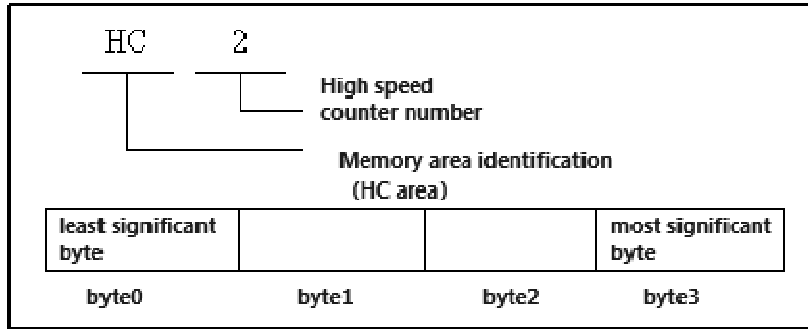 HC 2
High speed
counter number
Memory area identification
(HC area)
least significant most significant
byte byte
byte0 byte1 byte2 byte3